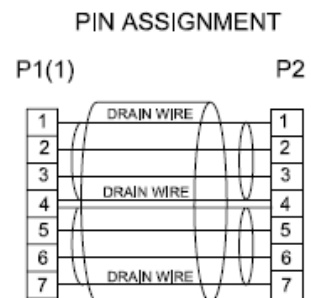 PIN ASSIGNMENT
P1(1) P2
DRAIN WIRE
1 1
2 2
3 3
DRAIN WIRE
4 4
5 5
6 6
DRAIN WIRE
7 7